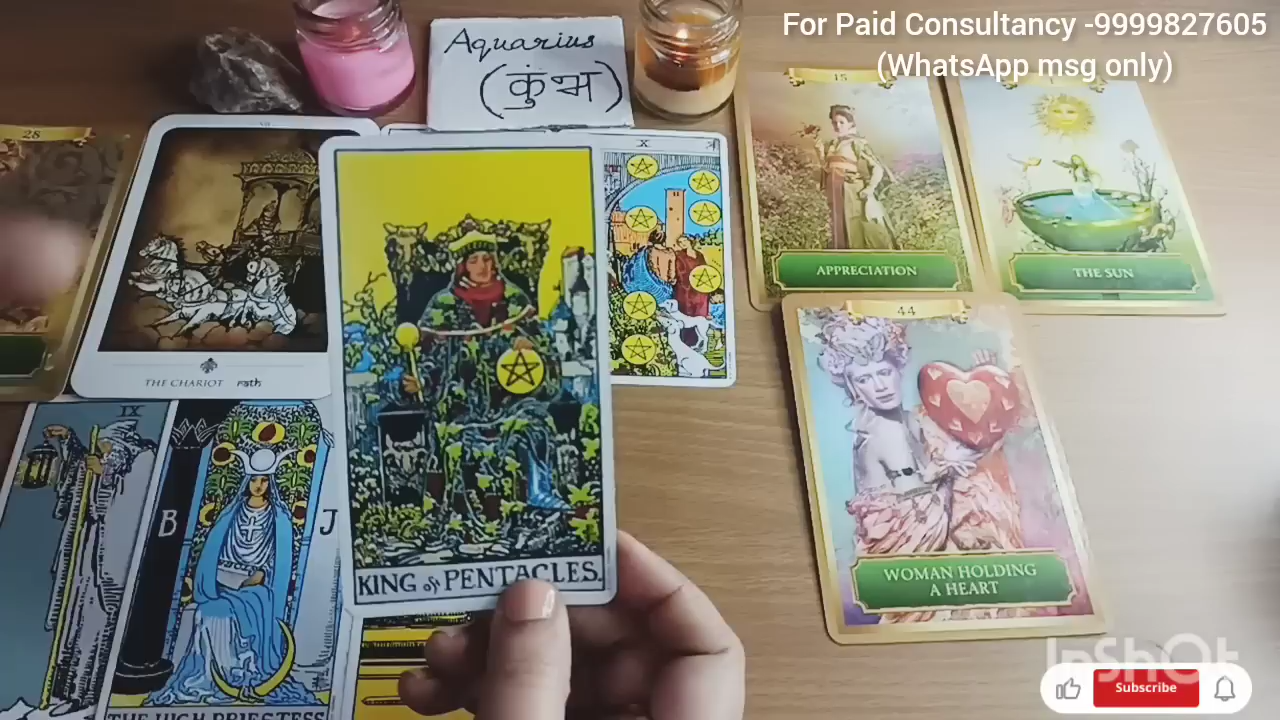 For Paid Consultancy -9999827605
(WhatsApp msg only)
Aquarius
(कुंभ)
28
VII
X
15
APPRECIATION
THE SUN
THE CHARIOT rath
44
WOMAN HOLDING
A HEART
IX
B
J
KING of PENTACLES.
THE HIGH PRIESTESS
InShOt
Subscribe